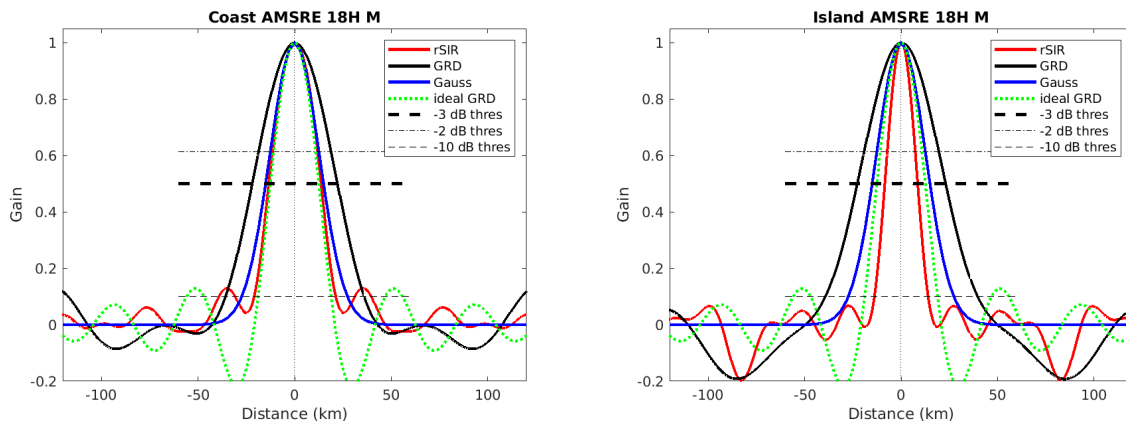 Coast AMSRE 18H M
1
0.8
0.6
0.4
0.2
0
-0.2
Gain
-100
-50
0
50
100
Distance (km)
rSIR
GRD
Gauss
ideal GRD
-3 dB thres
-2 dB thres
-10 dB thres
Island AMSRE 18H M
1
0.8
0.6
0.4
0.2
0
-0.2
Gain
-100
-50
0
50
100
Distance (km)
rSIR
GRD
Gauss
ideal GRD
-3 dB thres
-2 dB thres
-10 dB thres